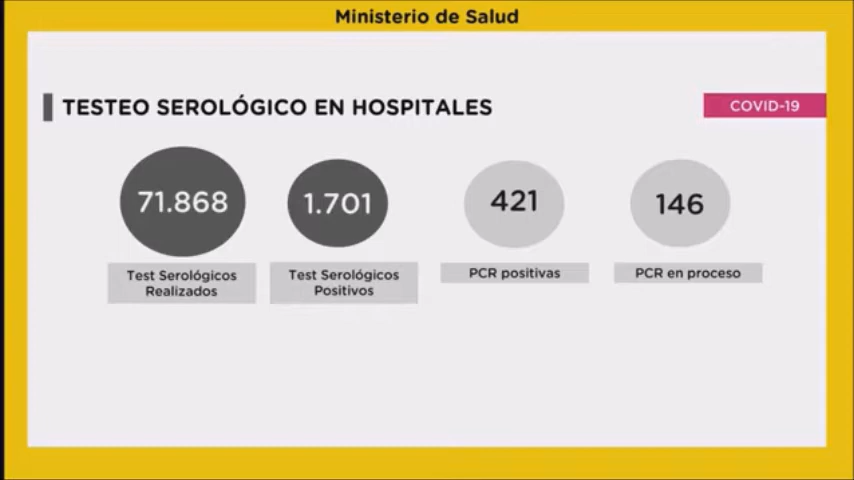 Ministerio de Salud
TESTEO SEROLÓGICO EN HOSPITALES
COVID-19
71.868
1.701
421
146
Test Serológicos
Realizados
Test Serológicos
Positivos
PCR positivas
PCR en proceso